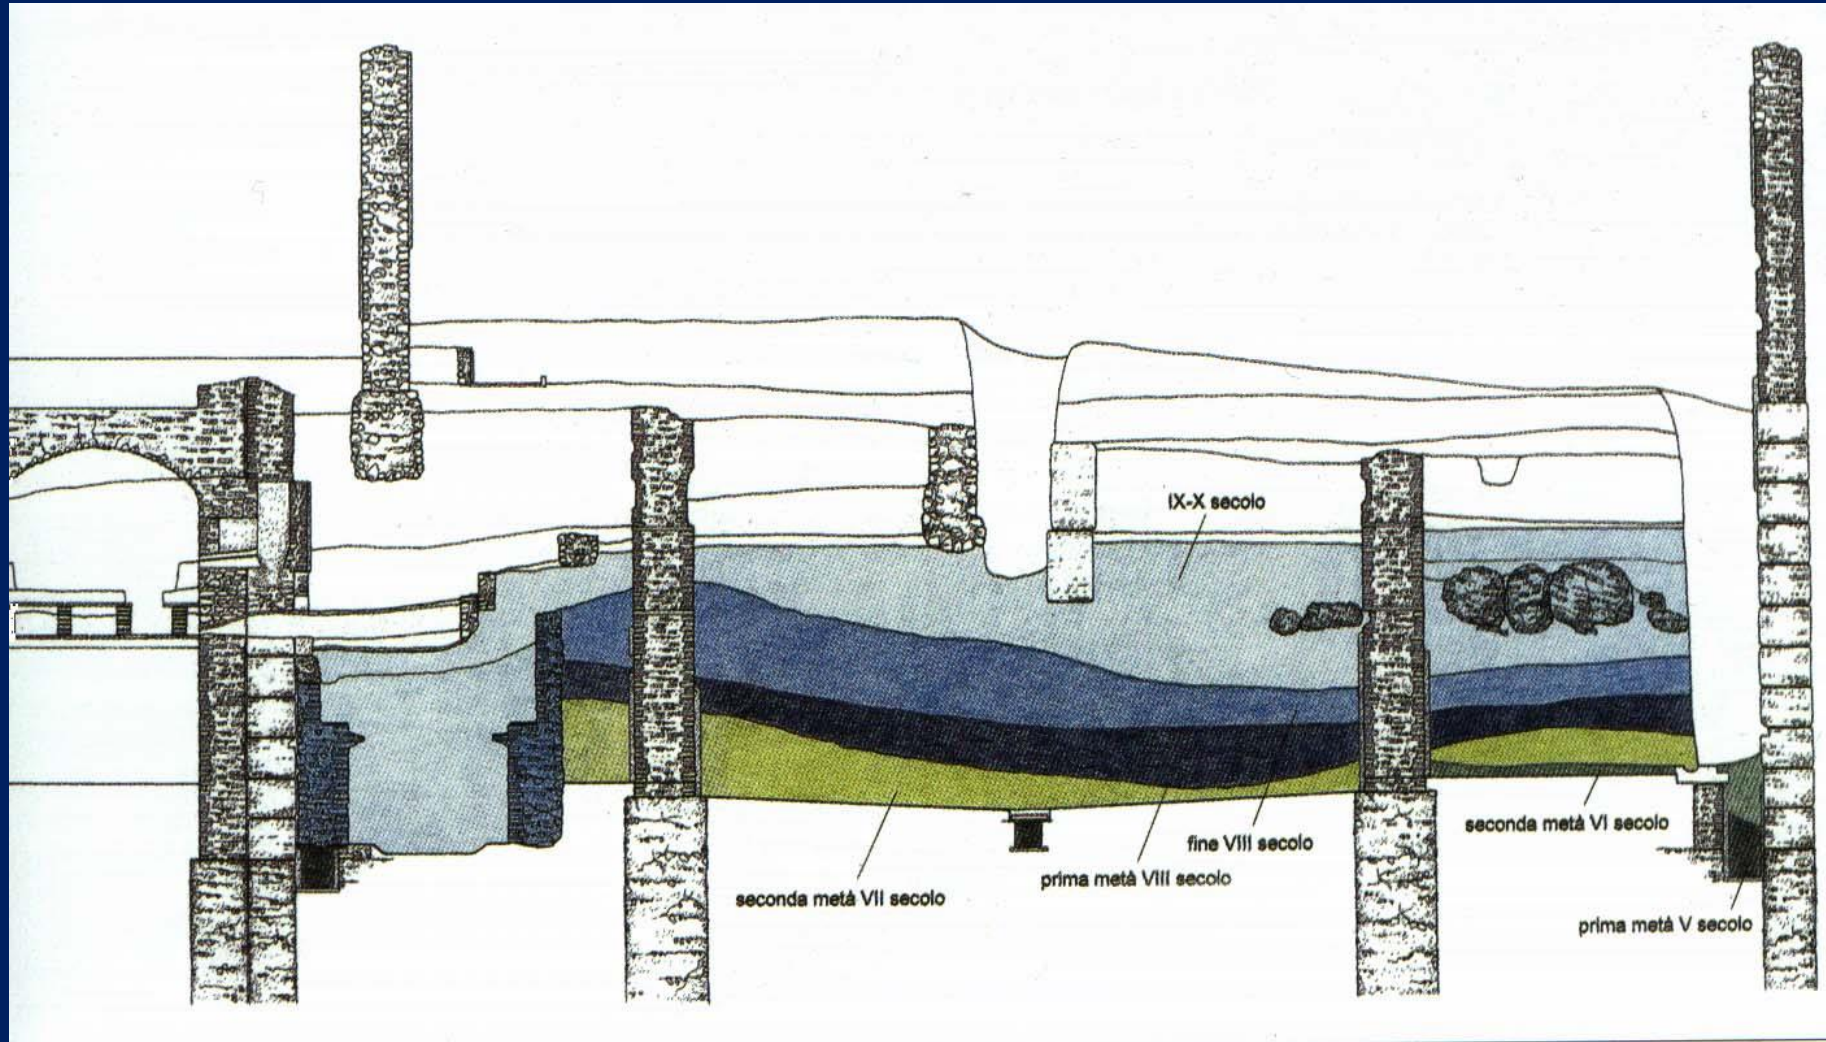 IX-X secolo
seconda metà VI secolo
fine VIII secolo
prima metà VIII secolo
seconda metà VII secolo
prima metà V secolo